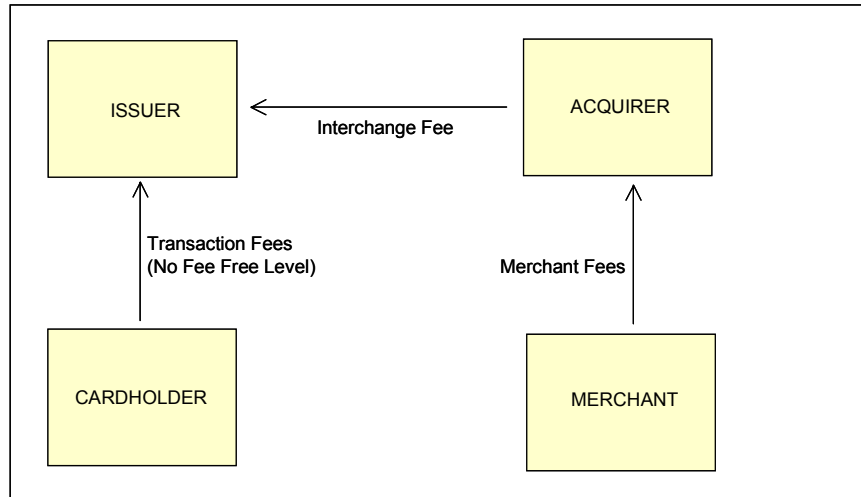 ISSUER
ACQUIRER
Interchange Fee
Transaction Fees
(No Fee Free Level)
Merchant Fees
CARDHOLDER
MERCHANT